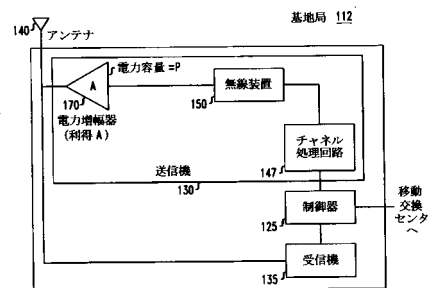 基地局 112
140
アンテナ
電力容量=P
A
170
電力増幅器
(利得A)
無線装置
150
チャネル
処理回路
147
送信機
130
制御器
125
移動
交換
センタ
へ
受信機
135